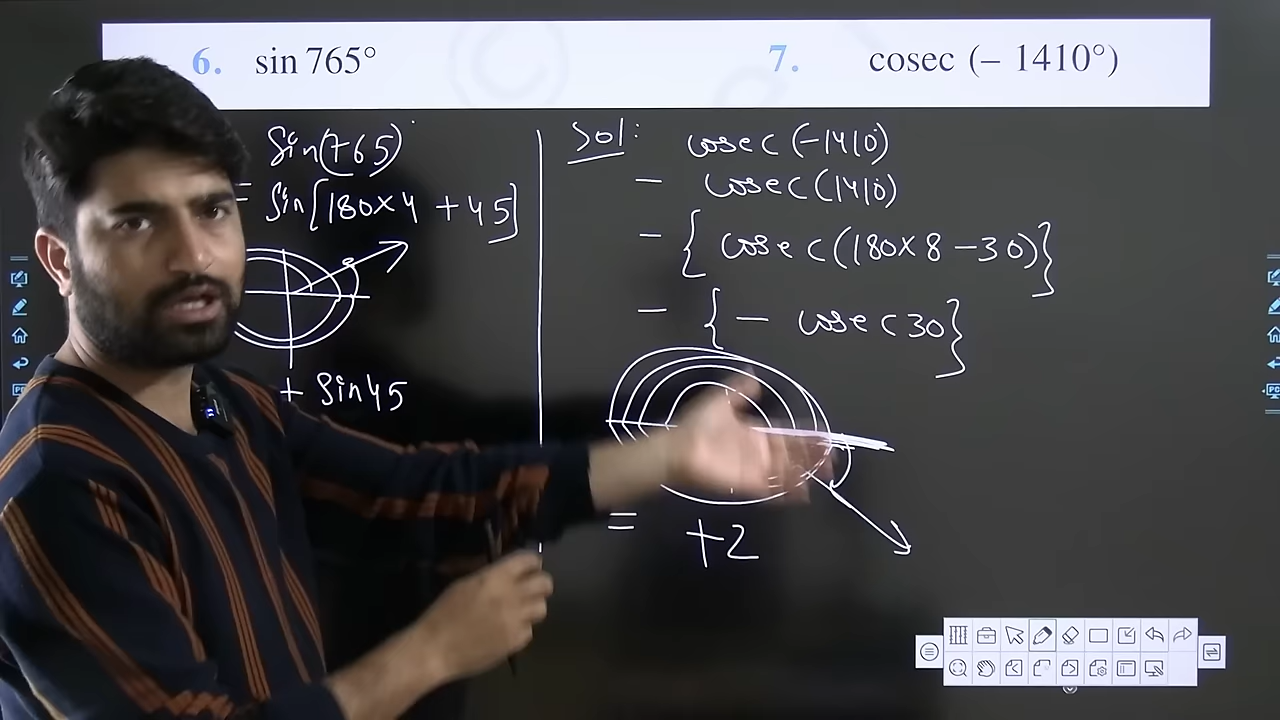 6. sin 765°
7. cosec (– 1410°)
Sin(765)°
= Sin[180×4 + 45]
+ Sin45
Sol:
cosec (-1410°)
- cosec (1410°)
- { cosec (180×8 -30)}
- { - cosec 30}
= +2